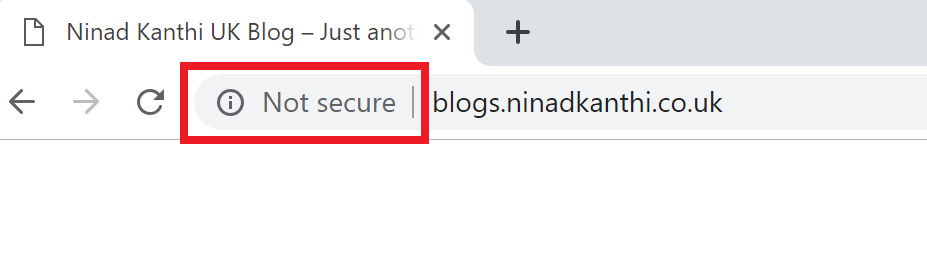 Ninad Kanthi UK Blog – Just anot
Not secure
blogs.ninadkanthi.co.uk